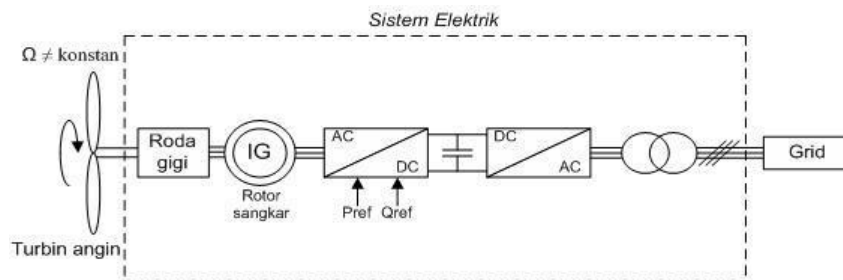 Sistem Elektrik
Ω ≠ konstan
Roda
gigi
IG
Rotor
sangkar
AC
DC
Pref
Qref
DC
AC
Grid
Turbin angin